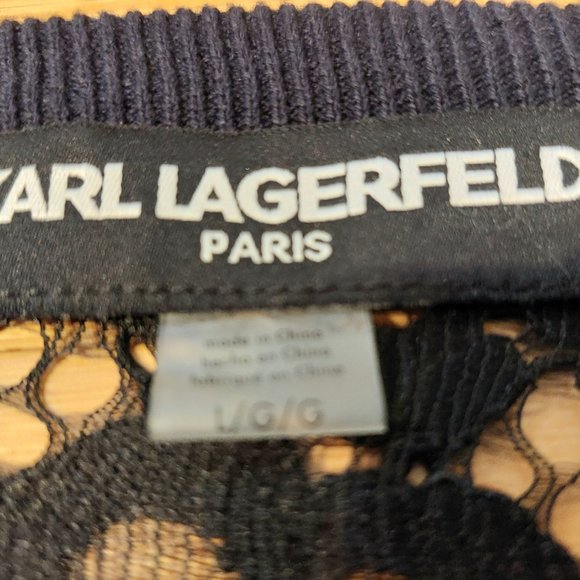 KARL LAGERFELD
PARIS
made in China
hecho en China
fabriqué en Chine
L/G/G